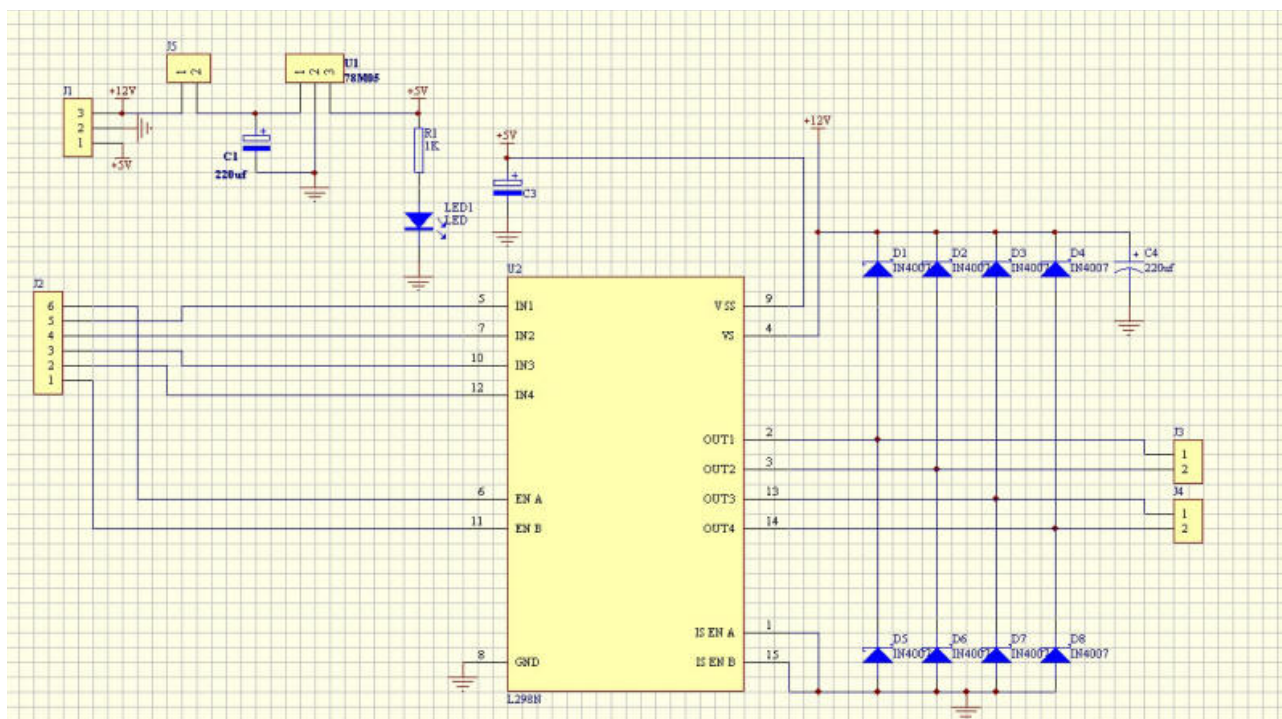 J5
1 2
U1
1 2 3
78M05
J1
+12V
3
2
1
+5V
C1
220uf
+5V
R1
1K
LED1
LED
+5V
C3
+12V
D1
IN4007
D2
IN4007
D3
IN4007
D4
IN4007
C4
220uf
J2
6
5
4
3
2
1
U2
5 IN1
7 IN2
10 IN3
12 IN4
6 EN A
11 EN B
8 GND
VSS 9
VS 4
OUT1 2
OUT2 3
OUT3 13
OUT4 14
IS EN A 1
IS EN B 15
L298N
J3
1
2
J4
1
2
D5
IN4007
D6
IN4007
D7
IN4007
D8
IN4007